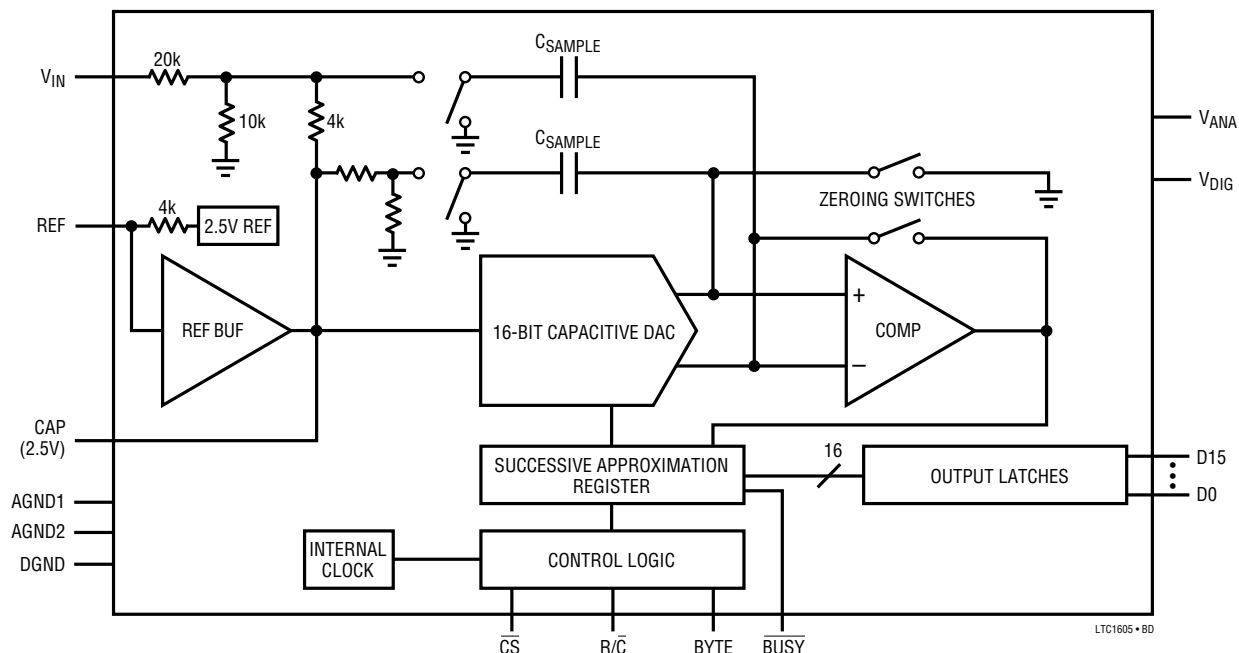 20k
C_SAMPLE
V_IN
10k
4k
V_ANA
C_SAMPLE
V_DIG
ZEROING SWITCHES
4k
REF
2.5V REF
+
REF BUF
16-BIT CAPACITIVE DAC
COMP
−
CAP
(2.5V)
16
SUCCESSIVE APPROXIMATION
REGISTER
OUTPUT LATCHES
D15
D0
AGND1
AGND2
DGND
INTERNAL
CLOCK
CONTROL LOGIC
C̅S̅
R/C̅
BYTE
B̅U̅S̅Y̅
LTC1605 • BD